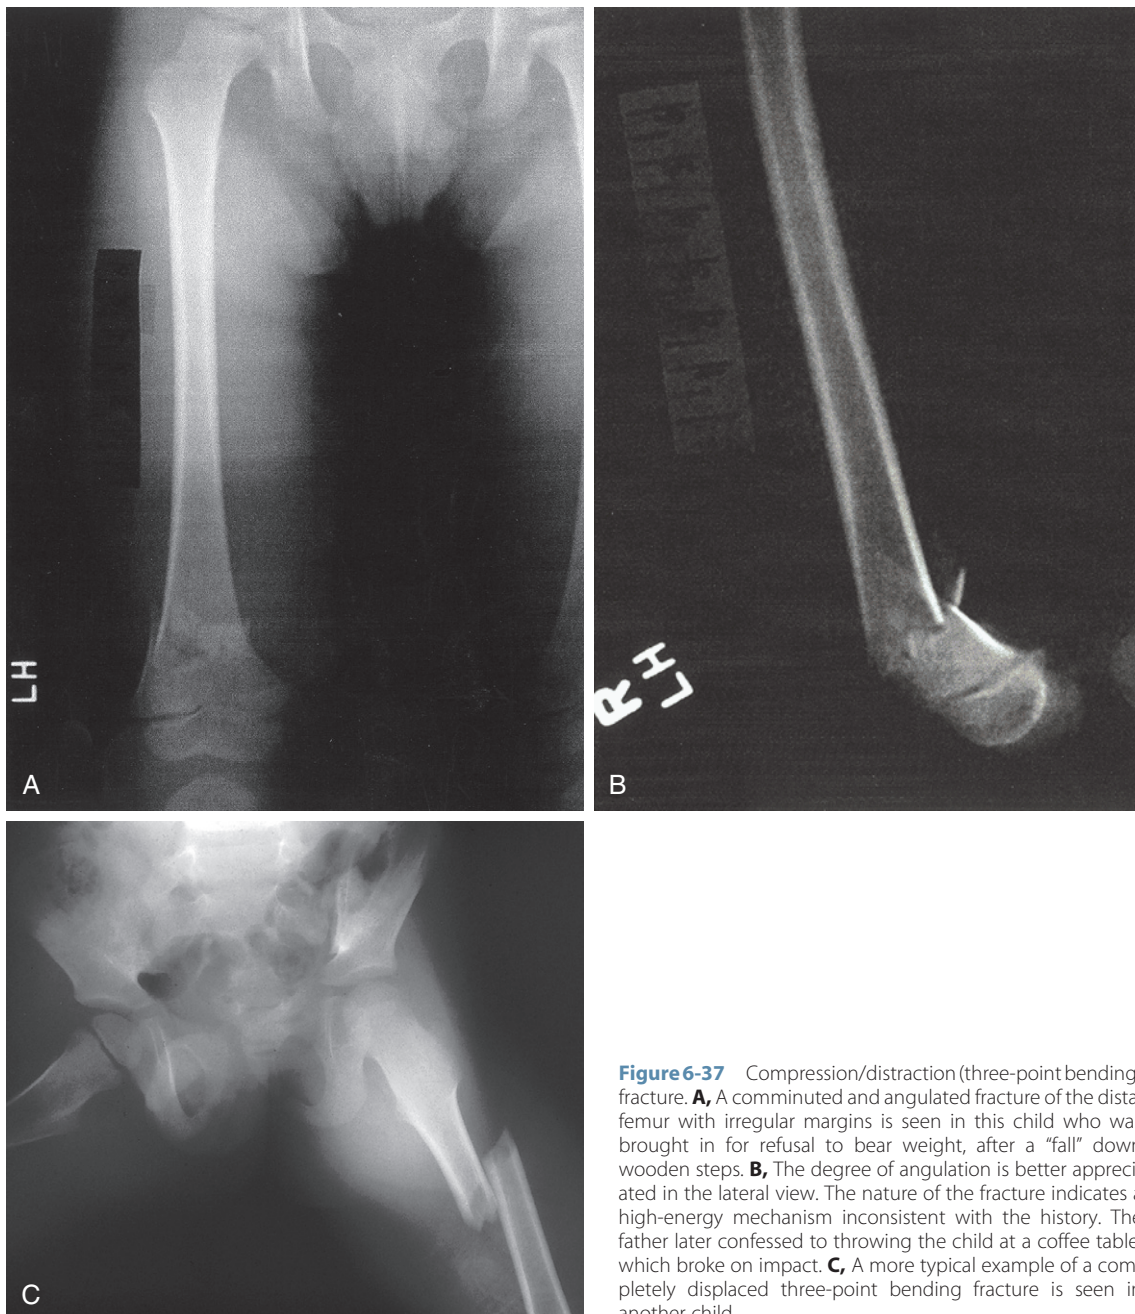 LH
A
R
LH
B
C
Figure 6-37 Compression/distraction (three-point bending
fracture. A, A comminuted and angulated fracture of the dista
femur with irregular margins is seen in this child who wa
brought in for refusal to bear weight, after a “fall” down
wooden steps. B, The degree of angulation is better appreci
ated in the lateral view. The nature of the fracture indicates a
high-energy mechanism inconsistent with the history. The
father later confessed to throwing the child at a coffee table
which broke on impact. C, A more typical example of a com
pletely displaced three-point bending fracture is seen in
another child